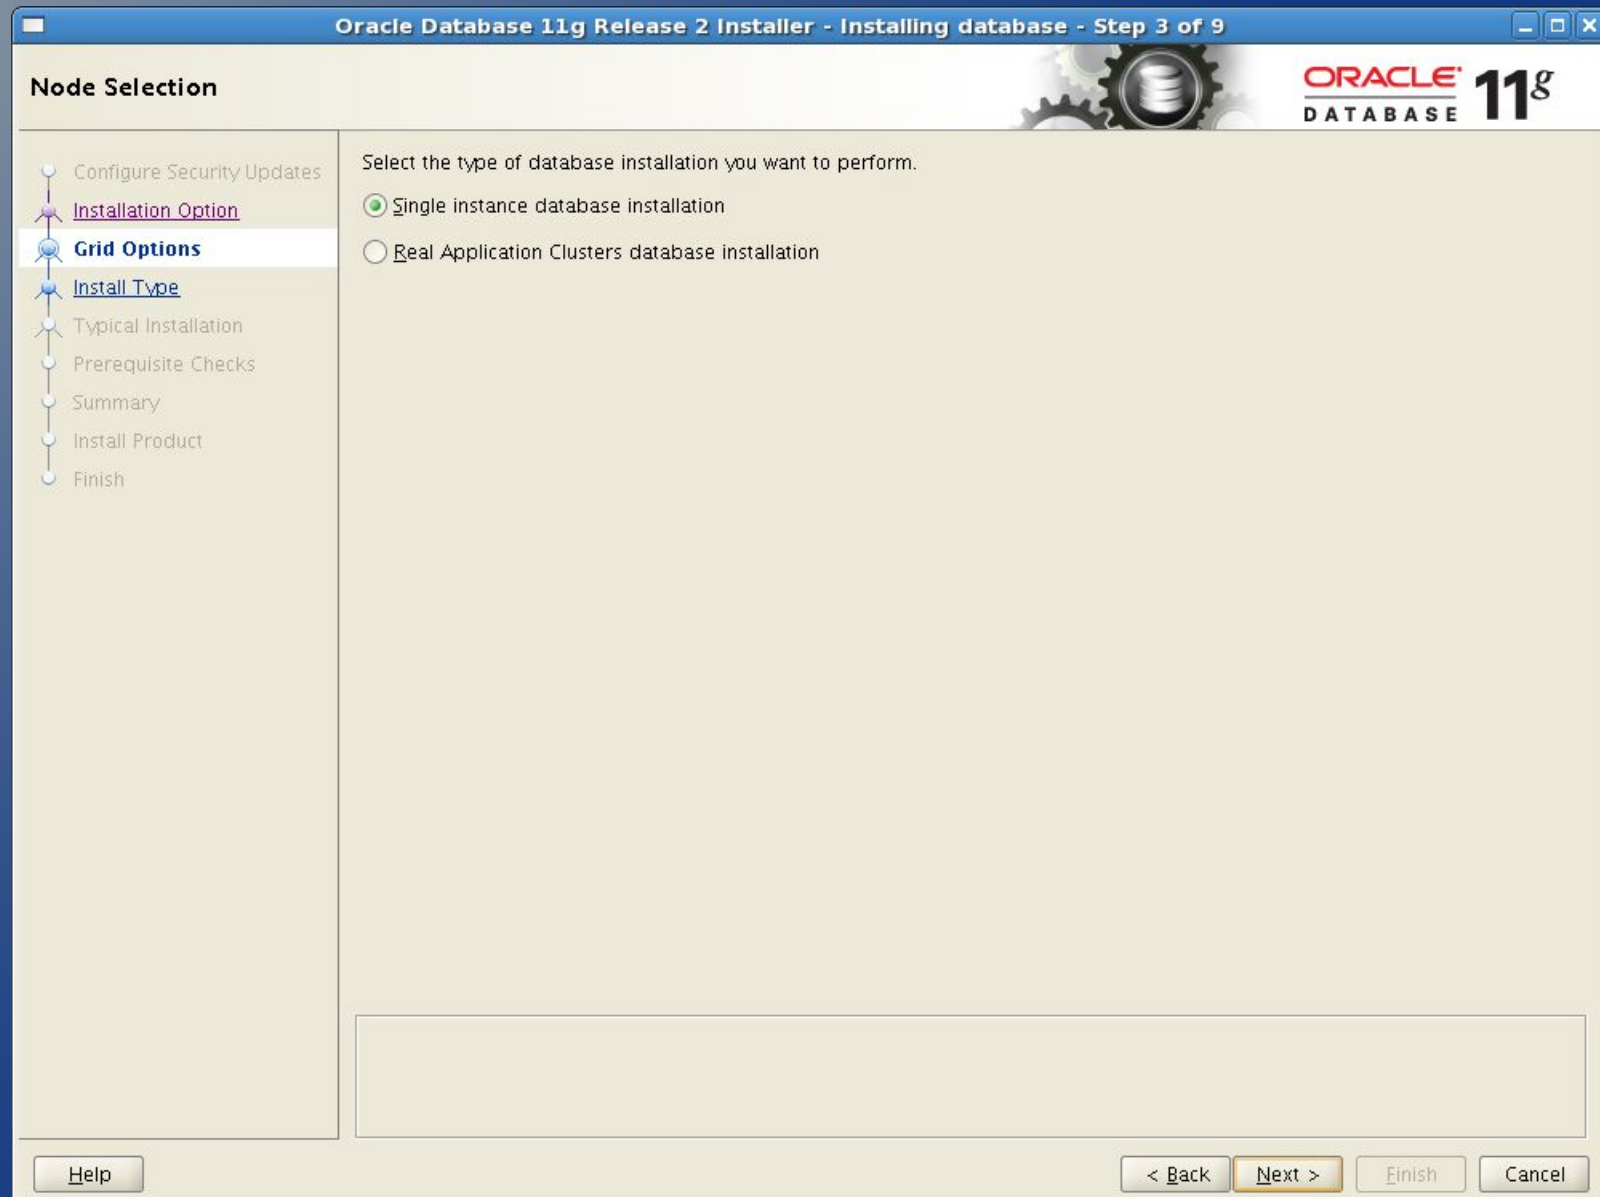 Oracle Database 11g Release 2 Installer - Installing database - Step 3 of 9
Node Selection
ORACLE
DATABASE
11g
Configure Security Updates
Installation Option
Grid Options
Install Type
Typical Installation
Prerequisite Checks
Summary
Install Product
Finish
Select the type of database installation you want to perform.
Single instance database installation
Real Application Clusters database installation
Help
< Back
Next >
Finish
Cancel